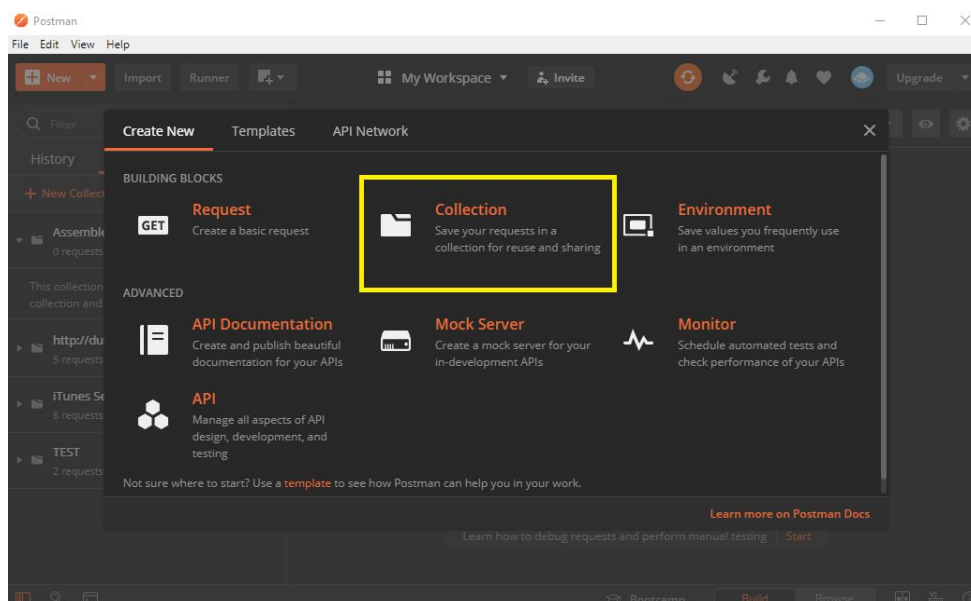 Postman
File Edit View Help
New Import Runner My Workspace Invite Upgrade
Filter
History
+ New Collect
Assemble
0 requests
This collection
collection and
http://du
5 requests
iTunes Se
6 requests
TEST
2 requests
Create New Templates API Network
BUILDING BLOCKS
GET
Request
Create a basic request
Collection
Save your requests in a
collection for reuse and sharing
Environment
Save values you frequently use
in an environment
ADVANCED
API Documentation
Create and publish beautiful
documentation for your APIs
Mock Server
Create a mock server for your
in-development APIs
Monitor
Schedule automated tests and
check performance of your APIs
API
Manage all aspects of API
design, development, and
testing
Not sure where to start? Use a template to see how Postman can help you in your work.
Learn more on Postman Docs
Learn how to debug requests and perform manual testing Start
Bootcamp Build Browse